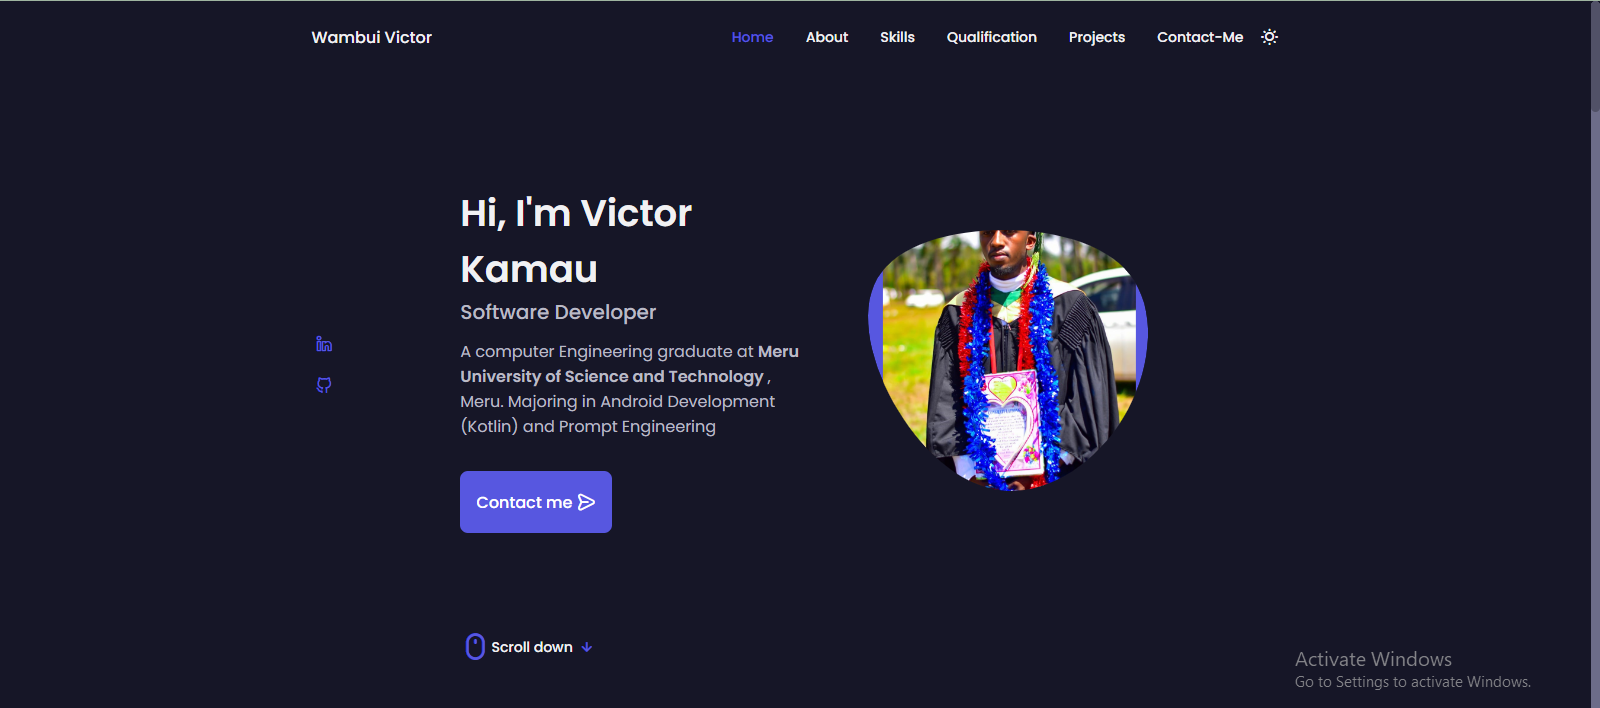 Wambui Victor
Home About Skills Qualification Projects Contact-Me
Hi, I'm Victor
Kamau
Software Developer
A computer Engineering graduate at Meru
University of Science and Technology ,
Meru. Majoring in Android Development
(Kotlin) and Prompt Engineering
in
Contact me
Scroll down
Activate Windows
Go to Settings to activate Windows.